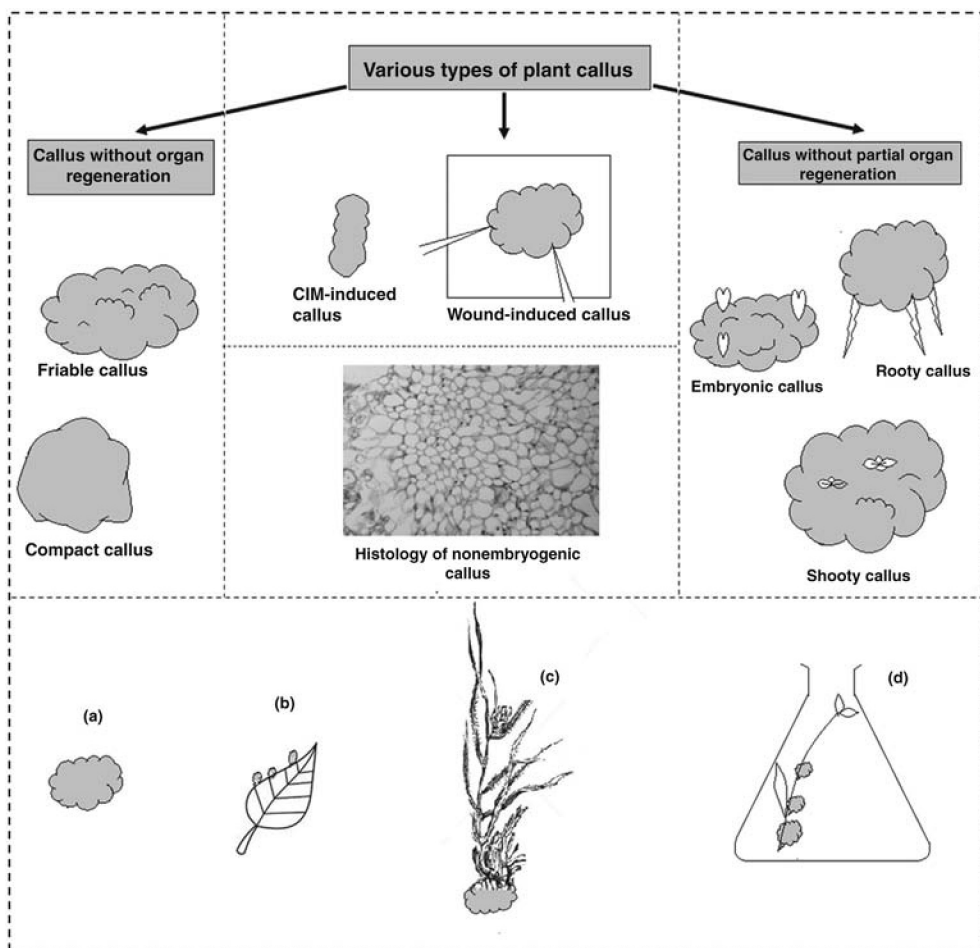 Various types of plant callus
Callus without organ
regeneration
Friable callus
Compact callus
CIM-induced
callus
Wound-induced callus
Histology of nonembryogenic
callus
Callus without partial organ
regeneration
Embryonic callus
Rooty callus
Shooty callus
(a)
(b)
(c)
(d)